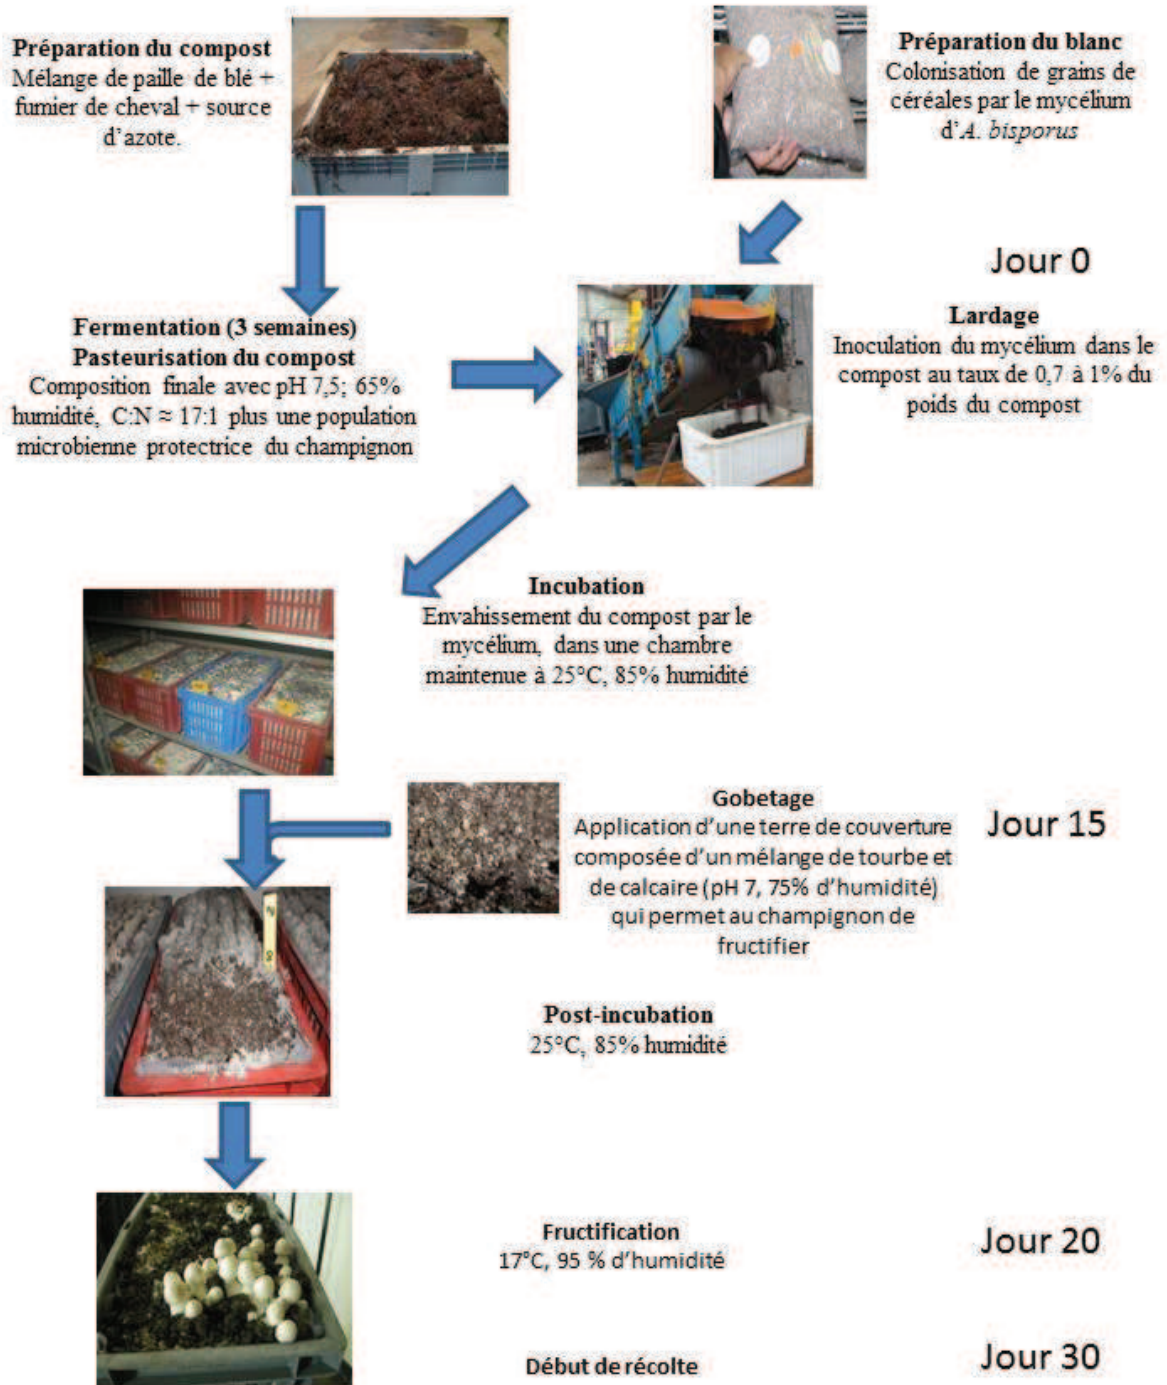 Préparation du compost
Mélange de paille de blé +
fumier de cheval + source
d'azote.
Préparation du blanc
Colonisation de grains de
céréales par le mycélium
d'A. bisporus
Jour 0
Fermentation (3 semaines)
Pasteurisation du compost
Composition finale avec pH 7,5; 65%
humidité, C:N ≈ 17:1 plus une population
microbienne protectrice du champignon
Lardage
Inoculation du mycélium dans le
compost au taux de 0,7 à 1% du
poids du compost
Incubation
Envahissement du compost par le
mycélium, dans une chambre
maintenue à 25°C, 85% humidité
Gobetage
Application d'une terre de couverture
composée d'un mélange de tourbe et
de calcaire (pH 7, 75% d'humidité)
qui permet au champignon de
fructifier
Jour 15
Post-incubation
25°C, 85% humidité
Fructification
17°C, 95 % d'humidité
Jour 20
Début de récolte
Jour 30